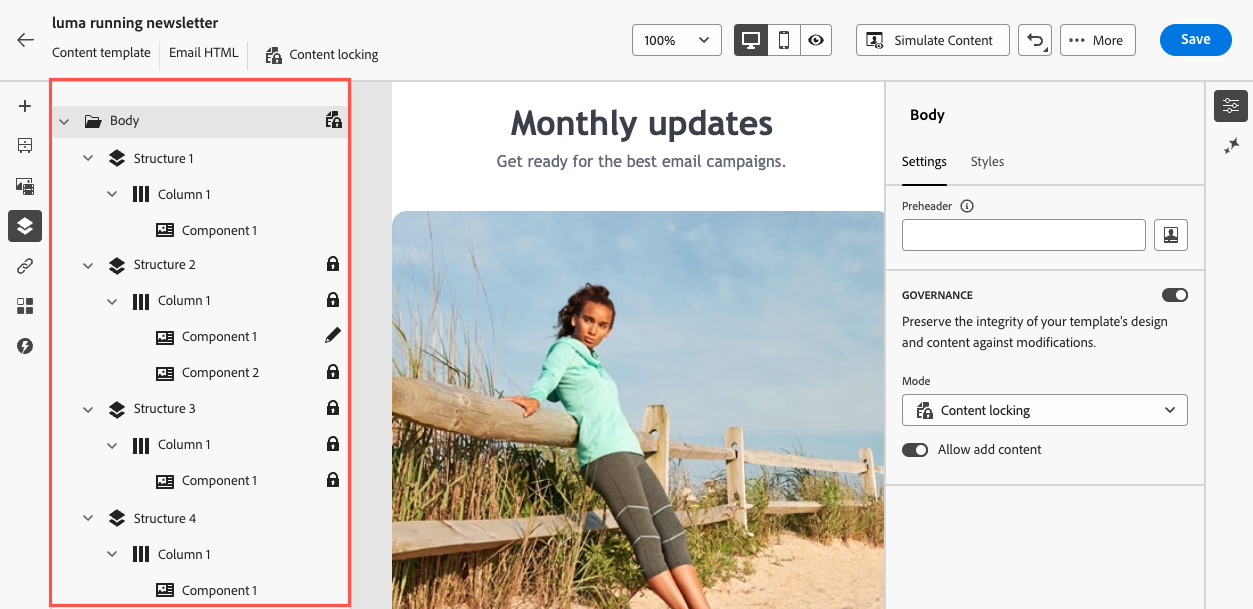 luma running newsletter
Content template
Email HTML
Content locking
100%
Simulate Content
More
Save
Body
Structure 1
Column 1
Component 1
Structure 2
Column 1
Component 1
Component 2
Structure 3
Column 1
Component 1
Structure 4
Column 1
Component 1
Monthly updates
Get ready for the best email campaigns.
Body
Settings
Styles
Preheader
GOVERNANCE
Preserve the integrity of your template's design
and content against modifications.
Mode
Content locking
Allow add content